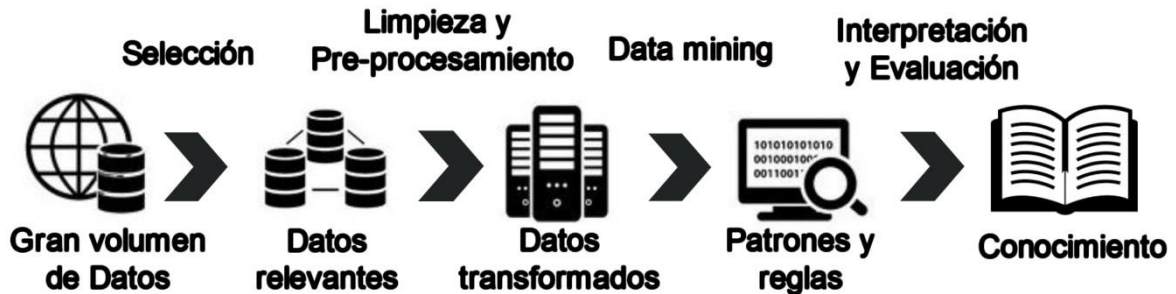 Selección
Limpieza y
Pre-procesamiento
Data mining
Interpretación
y Evaluación
101010101010
Gran volumen
de Datos
Datos
relevantes
Datos
transformados
Patrones y
reglas
Conocimiento